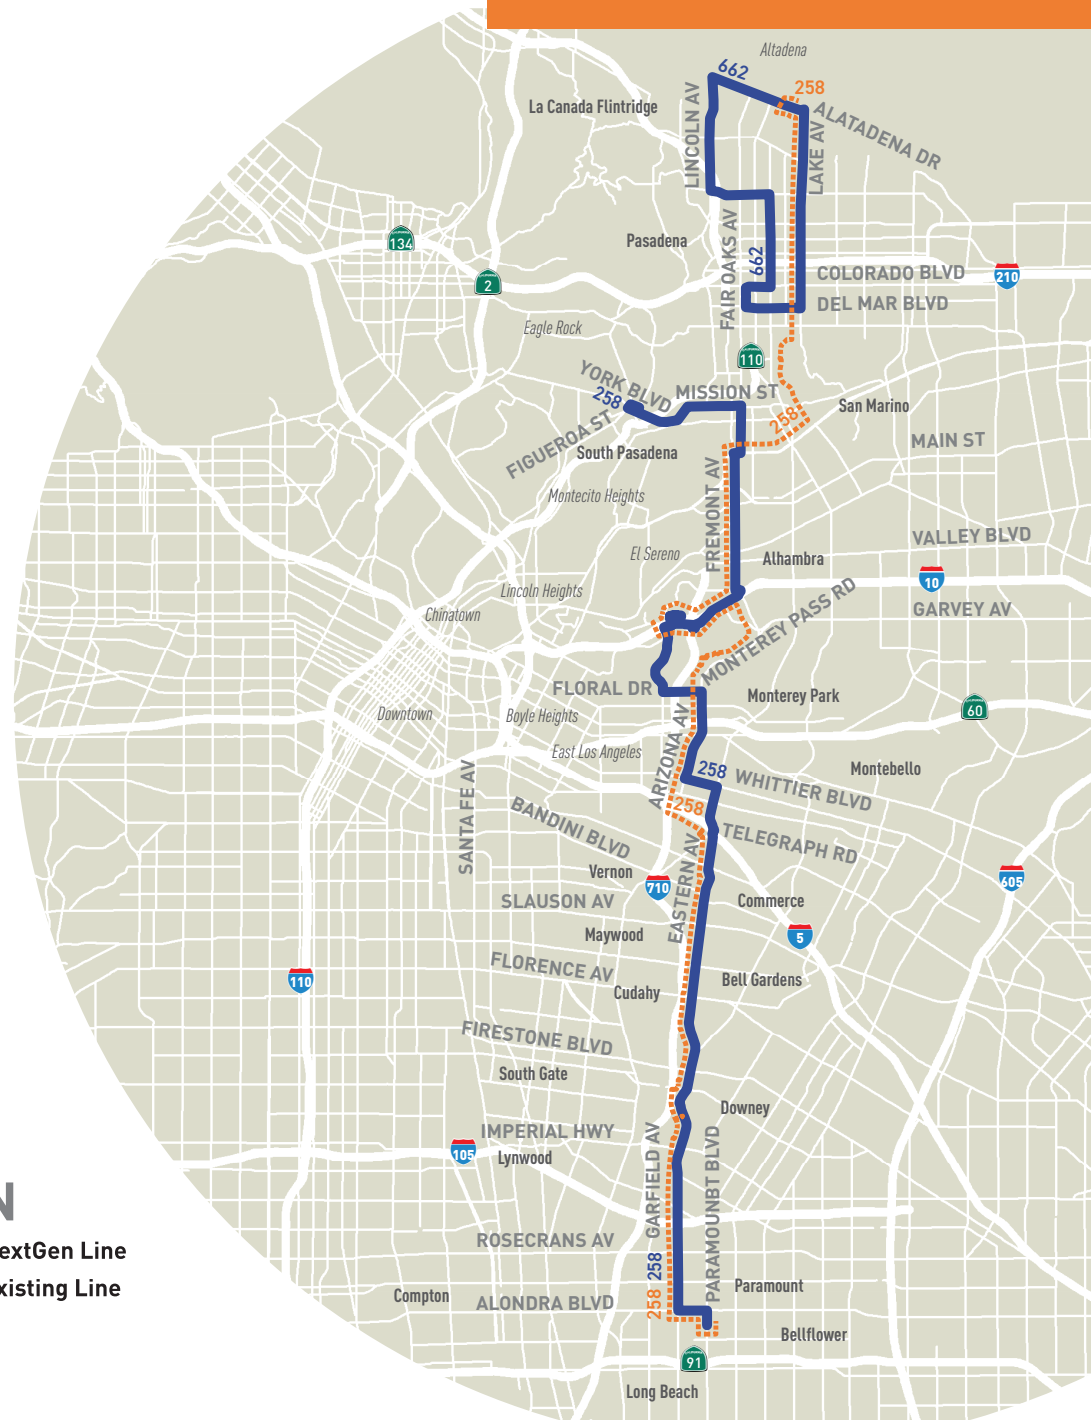 Altadena
662
258
La Canada Flintridge
LINCOLN AV
ALATADENA DR
LAKE AV
134
Pasadena
FAIR OAKS AV
662
COLORADO BLVD
210
2
DEL MAR BLVD
Eagle Rock
110
YORK BLVD
MISSION ST
258
San Marino
258
FIGUEROA ST
MAIN ST
South Pasadena
Montecito Heights
FREMONT AV
VALLEY BLVD
El Sereno
Alhambra
10
Lincoln Heights
GARVEY AV
Chinatown
MONTEREY PASS RD
FLORAL DR
Monterey Park
60
Downtown
Boyle Heights
East Los Angeles
ARIZONA AV
258
WHITTIER BLVD
Montebello
SANTA FE AV
258
BANDINI BLVD
TELEGRAPH RD
Vernon
EASTERN AV
605
710
SLAUSON AV
Commerce
Maywood
5
FLORENCE AV
110
Bell Gardens
Cudahy
FIRESTONE BLVD
South Gate
Downey
IMPERIAL HWY
105
Lynwood
GARFIELD AV
PARAMOUNBT BLVD
N
ROSECRANS AV
extGen Line
258
258
xisting Line
Compton
ALONDRA BLVD
Paramount
Bellflower
91
Long Beach